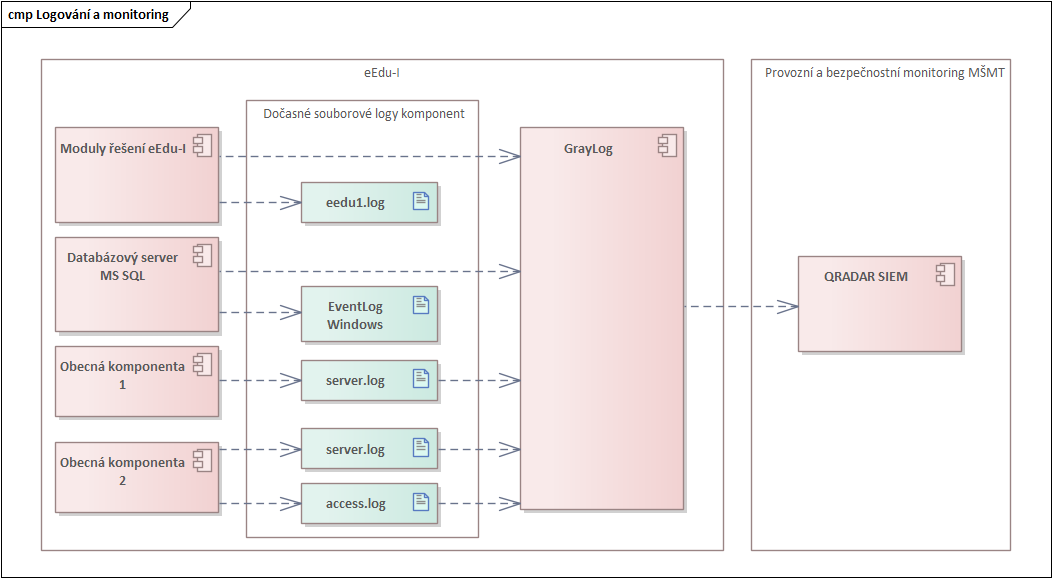 cmp Logování a monitoring
eEdu-I
Provozní a bezpečnostní monitoring MŠMT
Dočasné souborové logy komponent
Moduly řešení eEdu-I
GrayLog
eedu1.log
Databázový server
MS SQL
EventLog
Windows
QRADAR SIEM
Obecná komponenta
1
server.log
Obecná komponenta
2
server.log
access.log